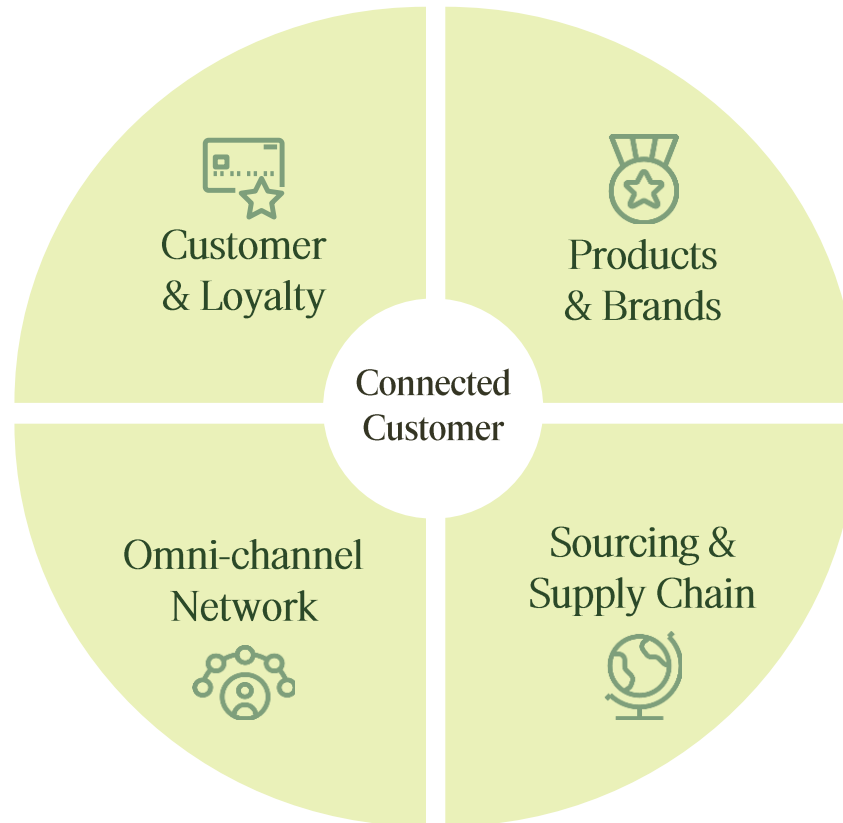 Customer
& Loyalty
Products
& Brands
Connected
Customer
Omni-channel
Network
Sourcing &
Supply Chain